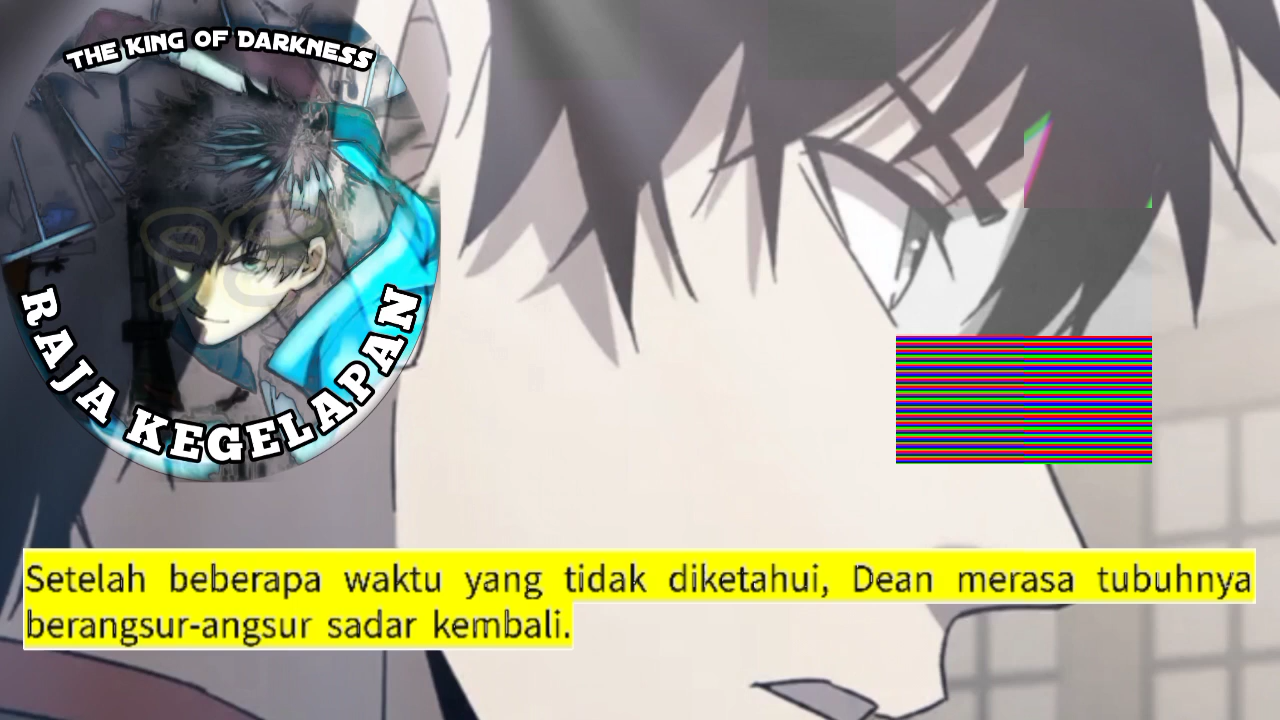 THE KING OF DARKNESS
RAJA KEGELAPAN
Setelah beberapa waktu yang tidak diketahui, Dean merasa tubuhnya
berangsur-angsur sadar kembali.